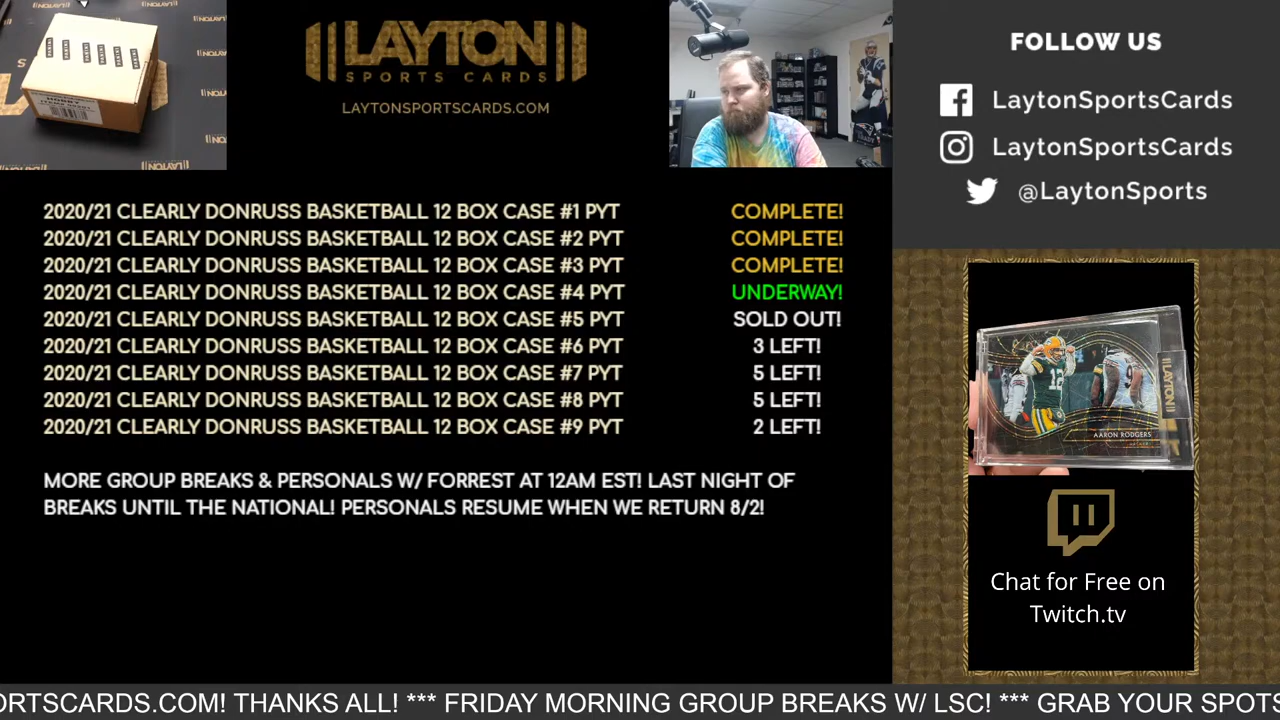 LAYTON
SPORTS CARDS
LAYTONSPORTSCARDS.COM
FOLLOW US
LaytonSportsCards
LaytonSportsCards
@LaytonSports
2020/21 CLEARLY DONRUSS BASKETBALL 12 BOX CASE #1 PYT COMPLETE!
2020/21 CLEARLY DONRUSS BASKETBALL 12 BOX CASE #2 PYT COMPLETE!
2020/21 CLEARLY DONRUSS BASKETBALL 12 BOX CASE #3 PYT COMPLETE!
2020/21 CLEARLY DONRUSS BASKETBALL 12 BOX CASE #4 PYT UNDERWAY!
2020/21 CLEARLY DONRUSS BASKETBALL 12 BOX CASE #5 PYT SOLD OUT!
2020/21 CLEARLY DONRUSS BASKETBALL 12 BOX CASE #6 PYT 3 LEFT!
2020/21 CLEARLY DONRUSS BASKETBALL 12 BOX CASE #7 PYT 5 LEFT!
2020/21 CLEARLY DONRUSS BASKETBALL 12 BOX CASE #8 PYT 5 LEFT!
2020/21 CLEARLY DONRUSS BASKETBALL 12 BOX CASE #9 PYT 2 LEFT!
MORE GROUP BREAKS & PERSONALS W/ FORREST AT 12AM EST! LAST NIGHT OF
BREAKS UNTIL THE NATIONAL! PERSONALS RESUME WHEN WE RETURN 8/2!
12
AARON RODGERS
LAYTON
Chat for Free on
Twitch.tv
ORTSCARDS.COM! THANKS ALL! *** FRIDAY MORNING GROUP BREAKS W/ LSC! *** GRAB YOUR SPOTS